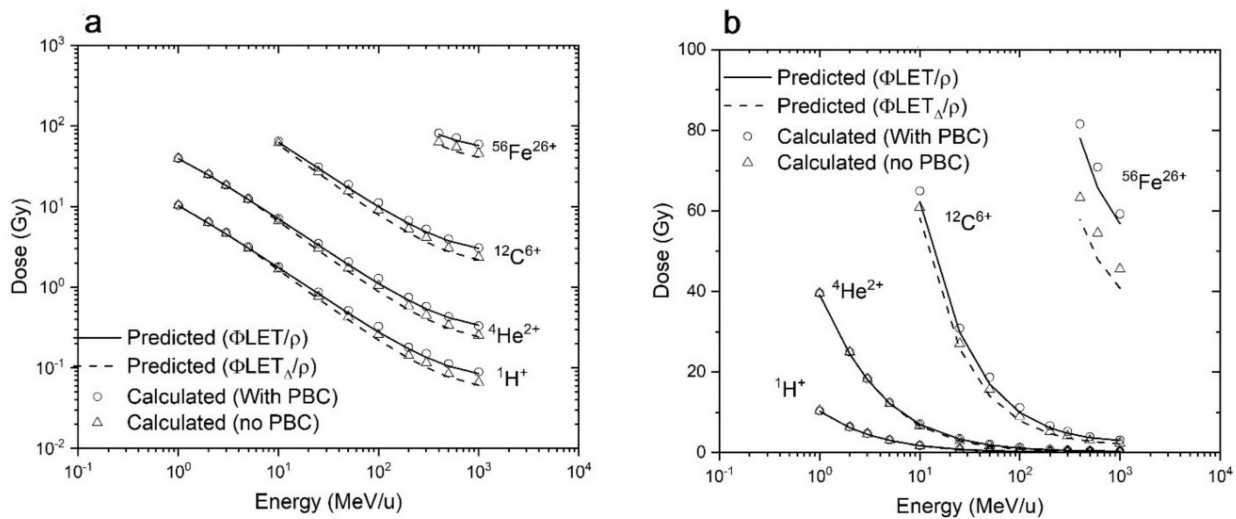 a
10³
10²
10¹
10⁰
10⁻¹
10⁻²
Dose (Gy)
⁵⁶Fe²⁶⁺
¹²C⁶⁺
⁴He²⁺
¹H⁺
Predicted (ΦLET/ρ)
Predicted (ΦLET_Δ/ρ)
Calculated (With PBC)
Calculated (no PBC)
10⁻¹ 10⁰ 10¹ 10² 10³ 10⁴
Energy (MeV/u)
b
100
80
60
40
20
0
Dose (Gy)
Predicted (ΦLET/ρ)
Predicted (ΦLET_Δ/ρ)
Calculated (With PBC)
Calculated (no PBC)
⁵⁶Fe²⁶⁺
¹²C⁶⁺
⁴He²⁺
¹H⁺
10⁻¹ 10⁰ 10¹ 10² 10³ 10⁴
Energy (MeV/u)